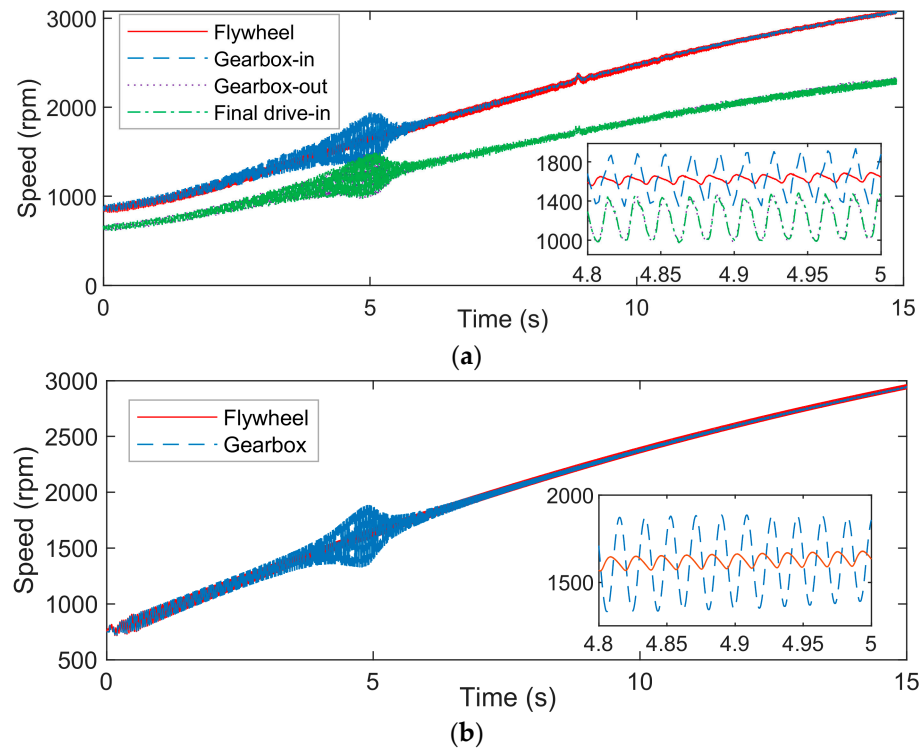 3000
2000
1000
0
Speed (rpm)
Flywheel
Gearbox-in
Gearbox-out
Final drive-in
1800
1400
1000
4.8 4.85 4.9 4.95 5
0 5 10 15
Time (s)
(a)
3000
2500
2000
1500
1000
500
Speed (rpm)
Flywheel
Gearbox
2000
1500
4.8 4.85 4.9 4.95 5
0 5 10 15
Time (s)
(b)